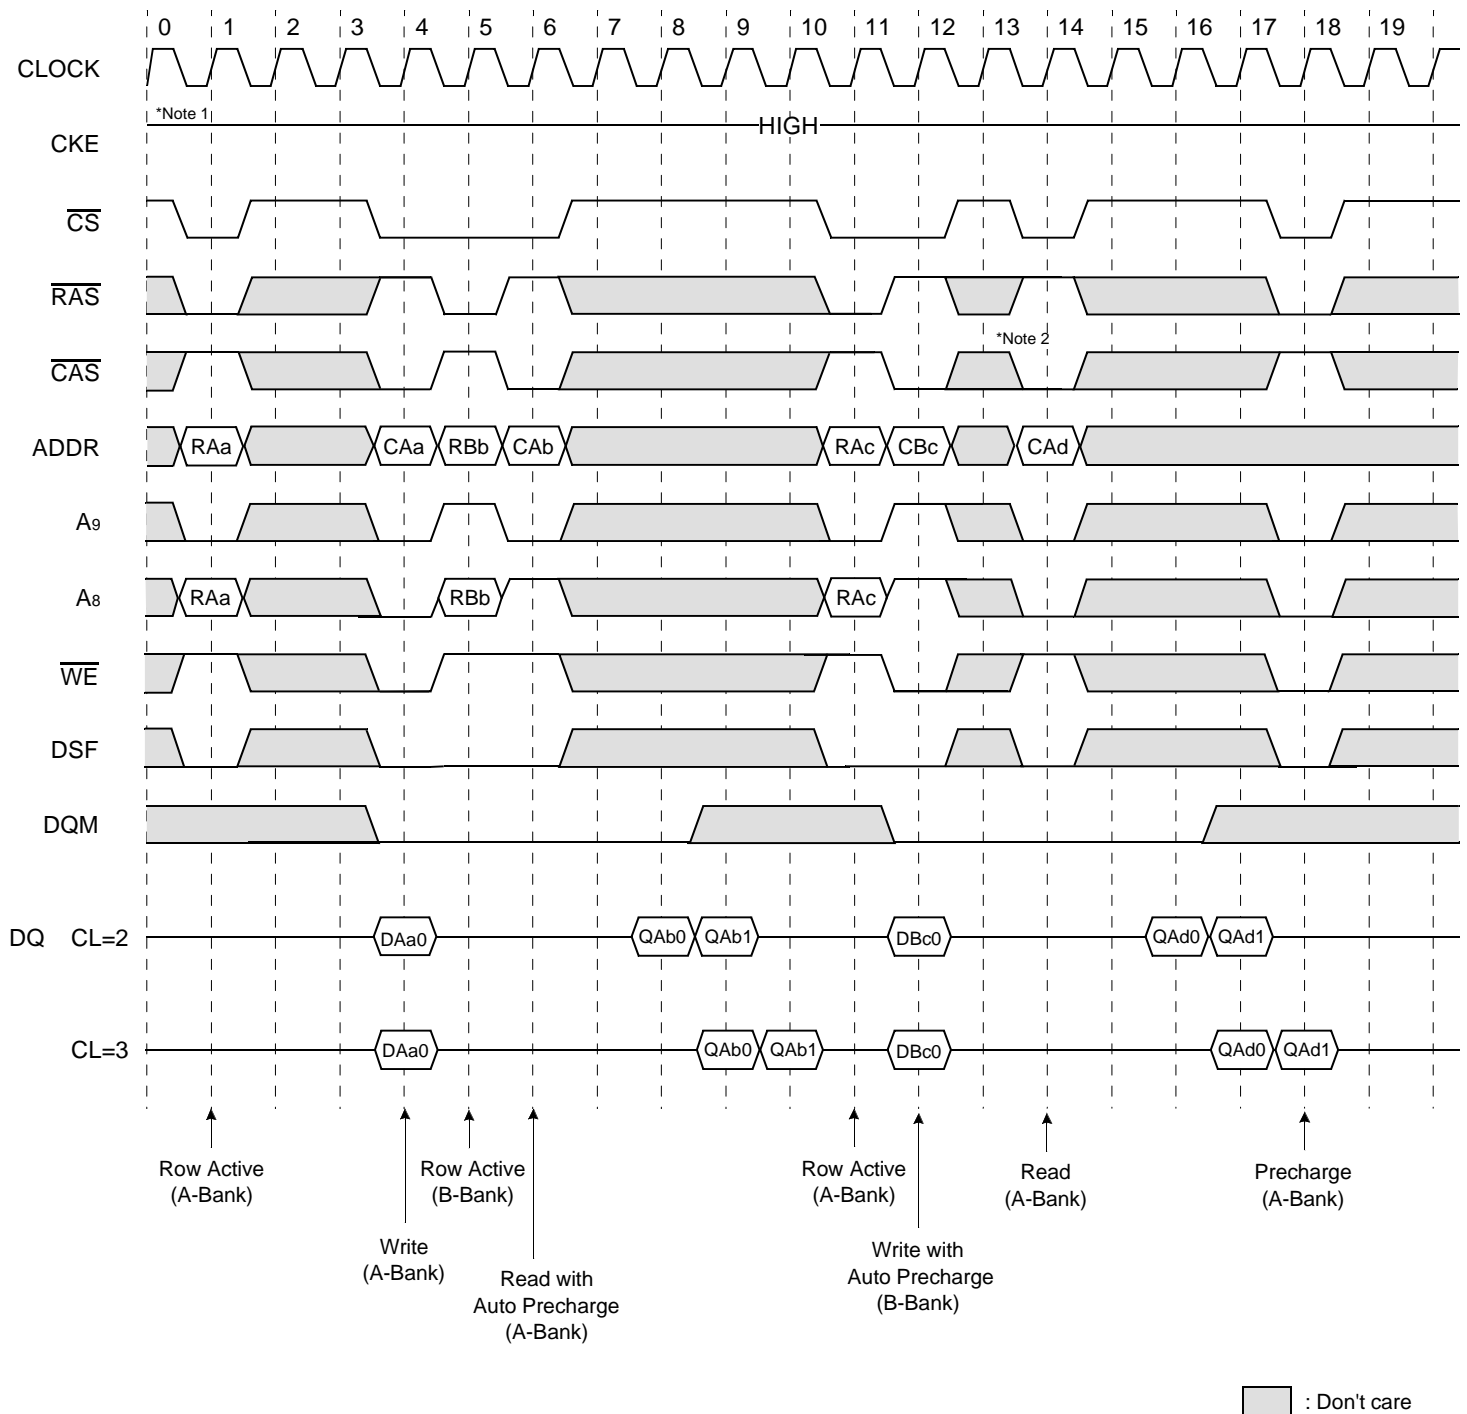 0 1 2 3 4 5 6 7 8 9 10 11 12 13 14 15 16 17 18 19
CLOCK
*Note 1
HIGH
CKE
CS
RAS
*Note 2
CAS
ADDR RAa CAa RBb CAb RAc CBc CAd
A9
A8 RAa RBb RAc
WE
DSF
DQM
DQ CL=2 DAa0 QAb0 QAb1 DBc0 QAd0 QAd1
CL=3 DAa0 QAb0 QAb1 DBc0 QAd0 QAd1
Row Active
(A-Bank)
Write
(A-Bank)
Row Active
(B-Bank)
Read with
Auto Precharge
(A-Bank)
Row Active
(A-Bank)
Write with
Auto Precharge
(B-Bank)
Read
(A-Bank)
Precharge
(A-Bank)
: Don't care